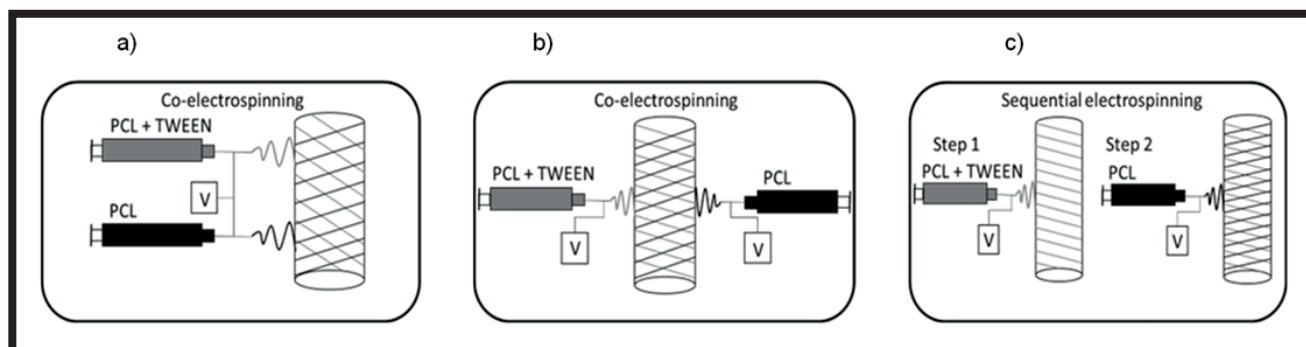 a)
b)
c)
Co-electrospinning
PCL + TWEEN
V
PCL
Co-electrospinning
PCL + TWEEN
PCL
V
V
Sequential electrospinning
Step 1
PCL + TWEEN
V
Step 2
PCL
V